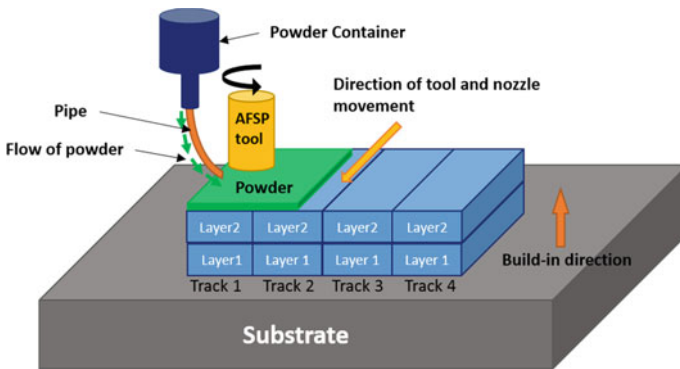 Powder Container
Direction of tool and nozzle
movement
Pipe
AFSP
tool
Flow of powder
Powder
Layer2 Layer2 Layer2 Layer2
Layer1 Layer 1 Layer 1 Layer 1
Build-in direction
Track 1 Track 2 Track 3 Track 4
Substrate